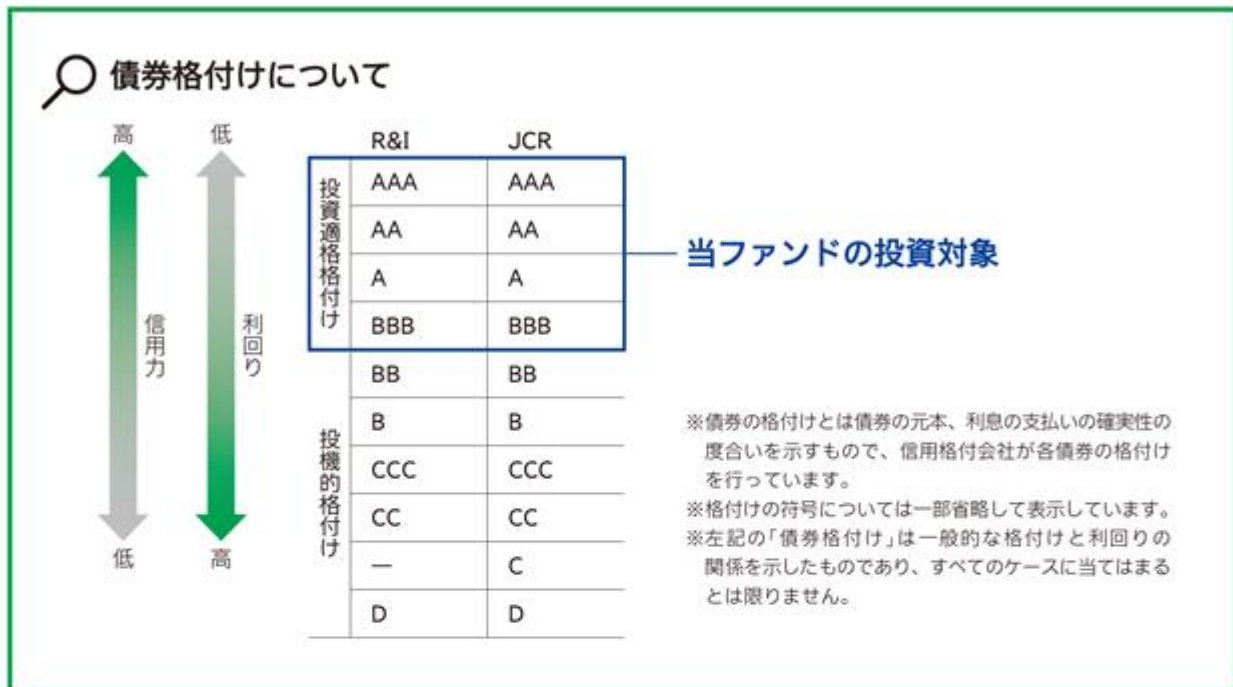 債券格付けについて
高 低
信用力
利回り
低 高
R&I JCR
投資適格格付け
AAA AAA
AA AA
A A
BBB BBB
投機的格付け
BB BB
B B
CCC CCC
CC CC
— C
D D
当ファンドの投資対象
※債券の格付けとは債券の元本、利息の支払いの確実性の
度合いを示すもので、信用格付会社が各債券の格付け
を行っています。
※格付けの符号については一部省略して表示しています。
※左記の「債券格付け」は一般的な格付けと利回りの
関係を示したものであり、すべてのケースに当てはまる
とは限りません。